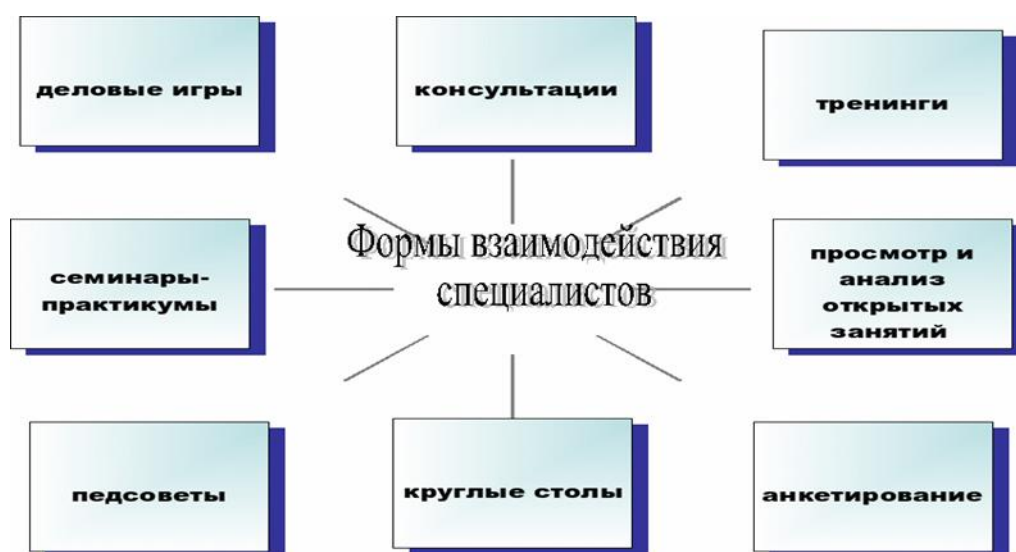 деловые игры
консультации
тренинги
Формы взаимодействия
специалистов
семинары-
практикумы
просмотр и
анализ
открытых
занятий
педсоветы
круглые столы
анкетирование